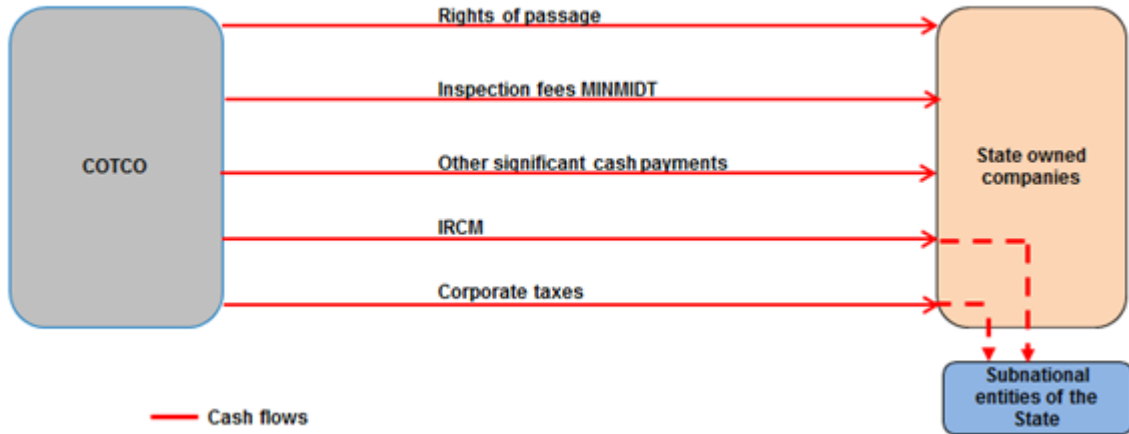 Rights of passage
Inspection fees MINMIDT
COTCO
Other significant cash payments
State owned
companies
IRCM
Corporate taxes
Subnational
entities of the
State
Cash flows